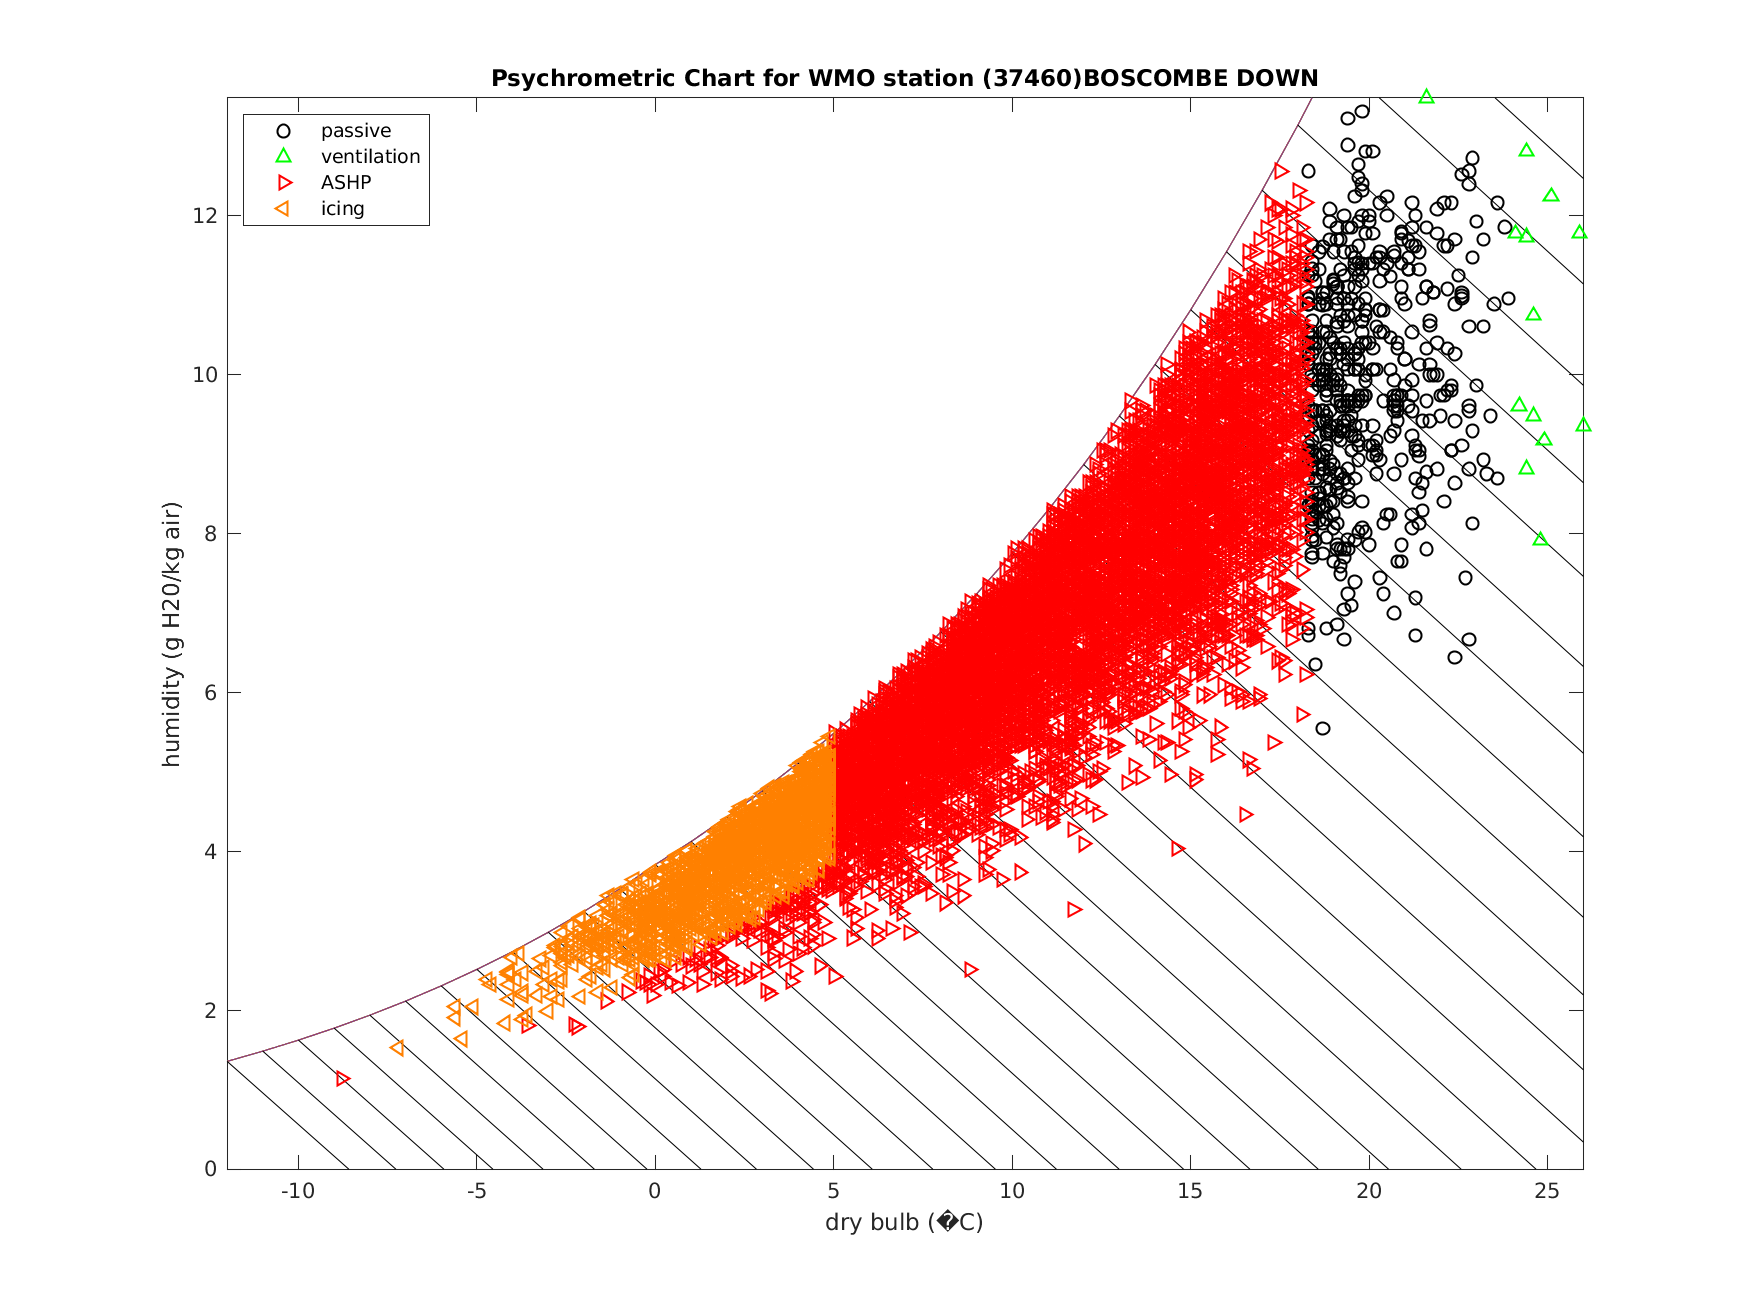 Psychrometric Chart for WMO station (37460)BOSCOMBE DOWN
passive
ventilation
ASHP
icing
12
10
8
6
4
2
0
humidity (g H20/kg air)
-10 -5 0 5 10 15 20 25
dry bulb (�C)